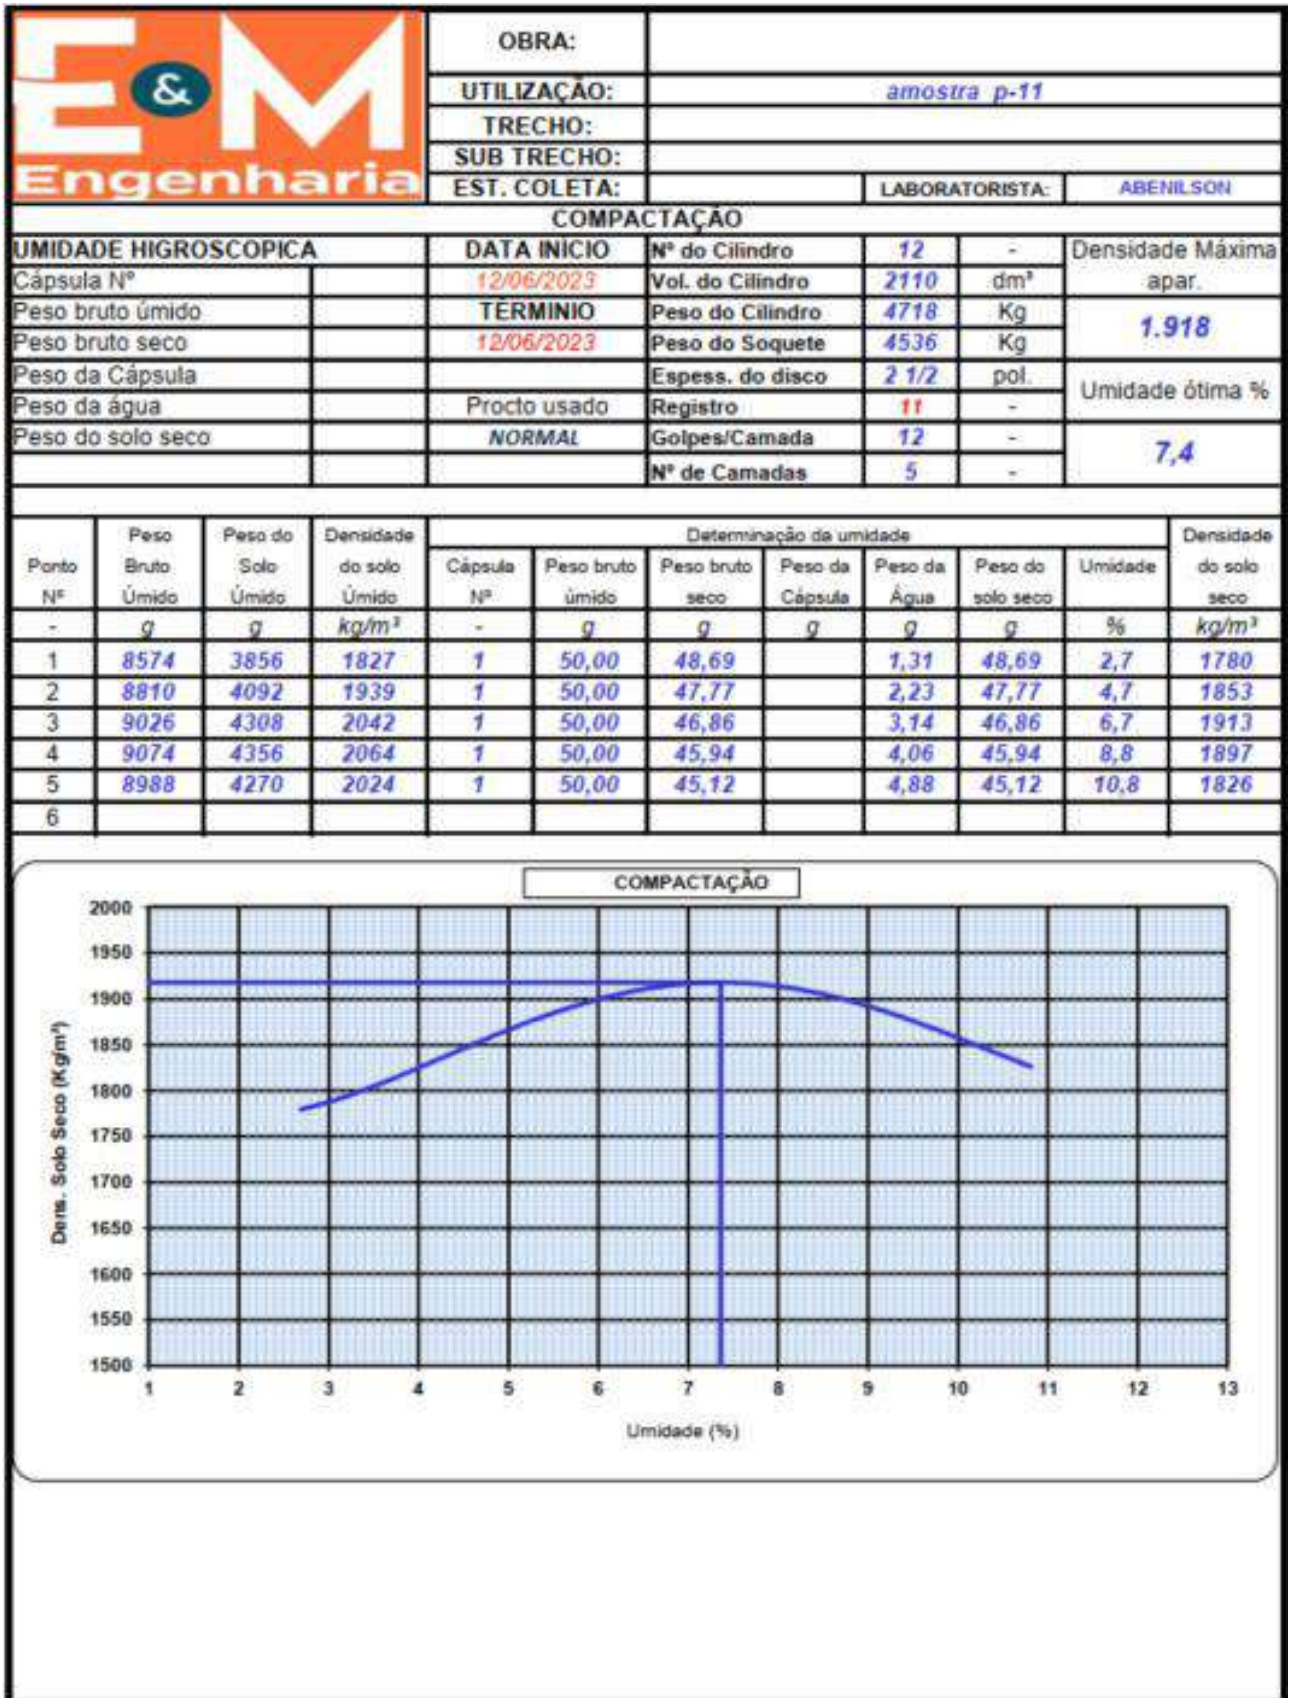 E&M
Engenharia
OBRA:
UTILIZAÇÃO: amostra p-11
TRECHO:
SUB TRECHO:
EST. COLETA: LABORATORISTA: ABENILSON
COMPACTAÇÃO
UMIDADE HIGROSCOPICA DATA INÍCIO Nº do Cilindro 12 - Densidade Máxima
Cápsula Nº 12/06/2023 Vol. do Cilindro 2110 dm³ apar.
Peso bruto úmido TÉRMINIO Peso do Cilindro 4718 Kg 1.918
Peso bruto seco 12/06/2023 Peso do Soquete 4536 Kg
Peso da Cápsula Espess. do disco 2 1/2 pol. Umidade ótima %
Peso da água Procto usado Registro 11 -
Peso do solo seco NORMAL Golpes/Camada 12 - 7,4
Nº de Camadas 5 -
Peso Peso do Densidade Determinação da umidade Densidade
Ponto Bruto Solo do solo Cápsula Peso bruto Peso bruto Peso da Peso da Peso do Umidade do solo
Nº Úmido Úmido Úmido Nº úmido seco Cápsula Água solo seco seco
- g g kg/m³ - g g g g g % kg/m³
1 8574 3856 1827 1 50,00 48,69 1,31 48,69 2,7 1780
2 8810 4092 1939 1 50,00 47,77 2,23 47,77 4,7 1853
3 9026 4308 2042 1 50,00 46,86 3,14 46,86 6,7 1913
4 9074 4356 2064 1 50,00 45,94 4,06 45,94 8,8 1897
5 8988 4270 2024 1 50,00 45,12 4,88 45,12 10,8 1826
6
COMPACTAÇÃO
Dens. Solo Seco (Kg/m³)
2000
1950
1900
1850
1800
1750
1700
1650
1600
1550
1500
1 2 3 4 5 6 7 8 9 10 11 12 13
Umidade (%)